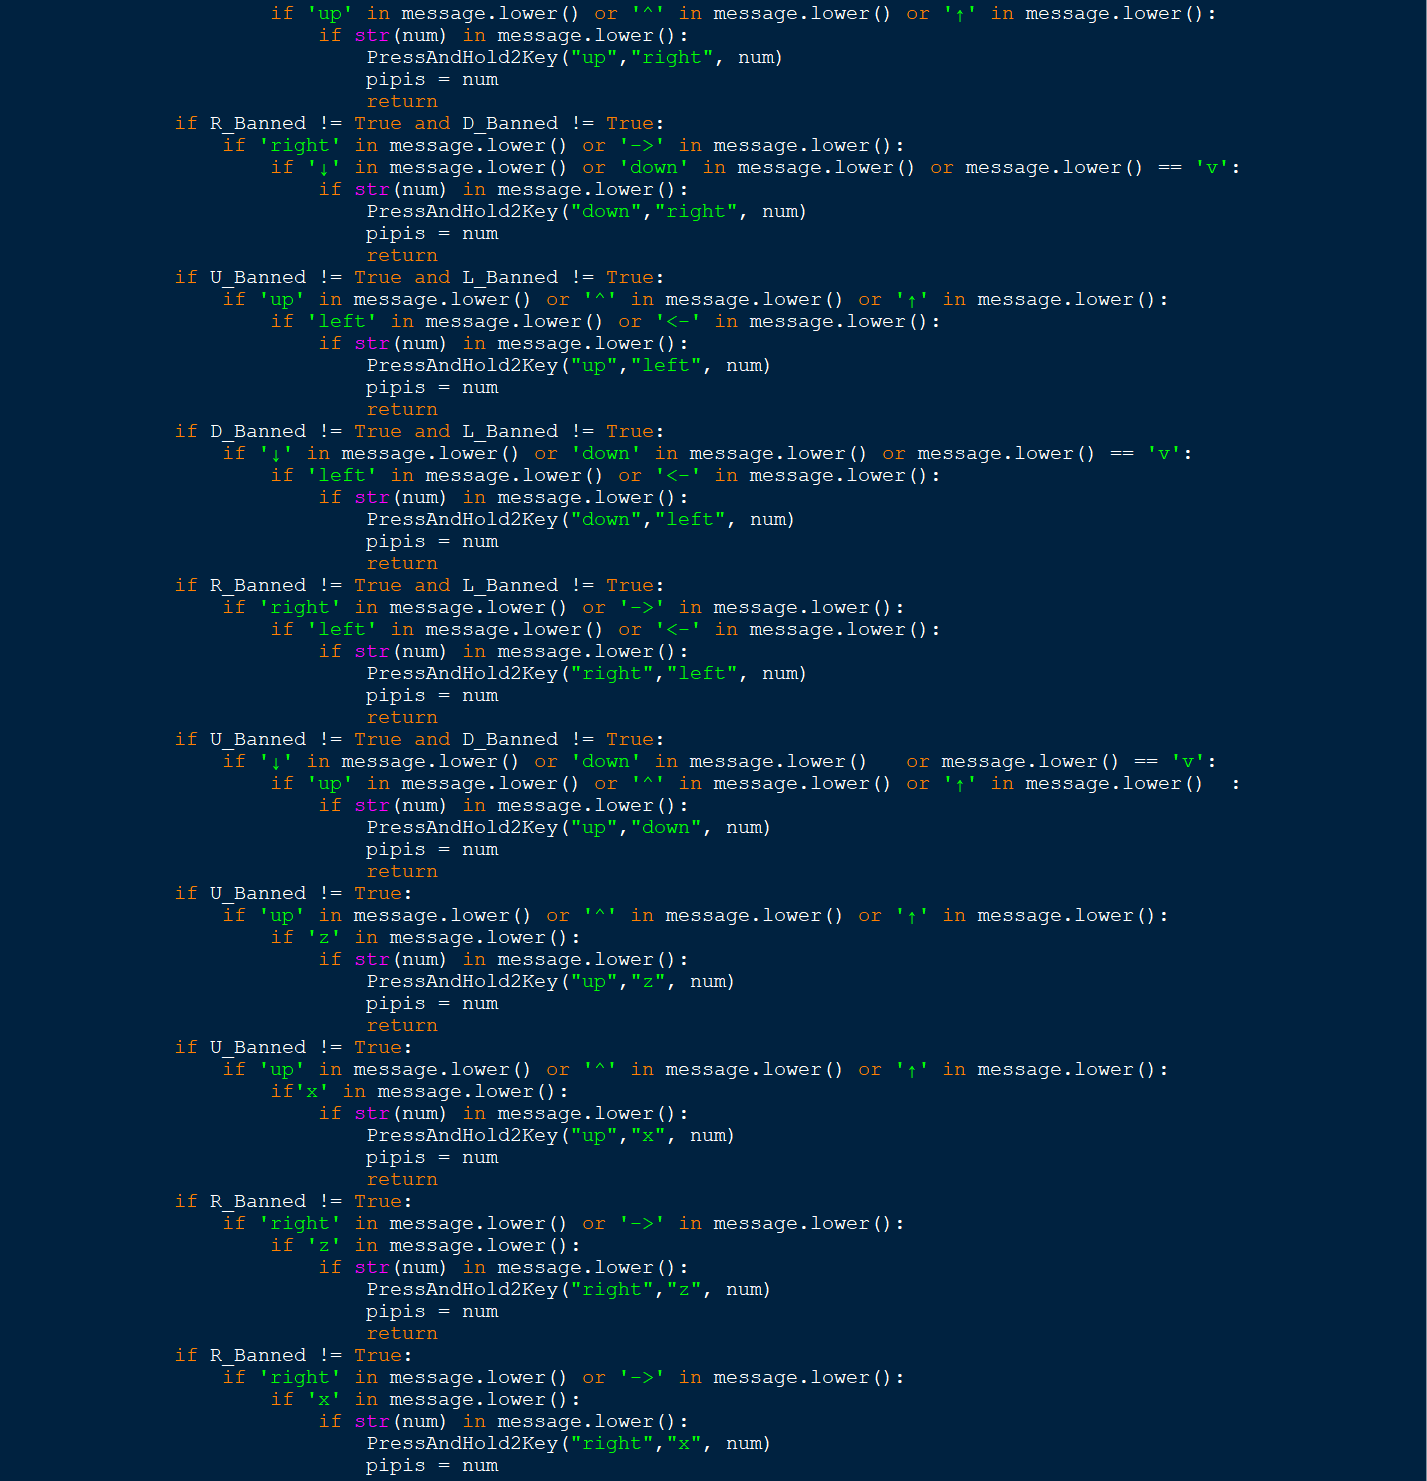 if 'up' in message.lower() or '^' in message.lower() or '↑' in message.lower():
if str(num) in message.lower():
PressAndHold2Key("up","right", num)
pipis = num
return
if R_Banned != True and D_Banned != True:
if 'right' in message.lower() or '->' in message.lower():
if '↓' in message.lower() or 'down' in message.lower() or message.lower() == 'v':
if str(num) in message.lower():
PressAndHold2Key("down","right", num)
pipis = num
return
if U_Banned != True and L_Banned != True:
if 'up' in message.lower() or '^' in message.lower() or '↑' in message.lower():
if 'left' in message.lower() or '<-' in message.lower():
if str(num) in message.lower():
PressAndHold2Key("up","left", num)
pipis = num
return
if D_Banned != True and L_Banned != True:
if '↓' in message.lower() or 'down' in message.lower() or message.lower() == 'v':
if 'left' in message.lower() or '<-' in message.lower():
if str(num) in message.lower():
PressAndHold2Key("down","left", num)
pipis = num
return
if R_Banned != True and L_Banned != True:
if 'right' in message.lower() or '->' in message.lower():
if 'left' in message.lower() or '<-' in message.lower():
if str(num) in message.lower():
PressAndHold2Key("right","left", num)
pipis = num
return
if U_Banned != True and D_Banned != True:
if '↓' in message.lower() or 'down' in message.lower()   or message.lower() == 'v':
if 'up' in message.lower() or '^' in message.lower() or '↑' in message.lower()  :
if str(num) in message.lower():
PressAndHold2Key("up","down", num)
pipis = num
return
if U_Banned != True:
if 'up' in message.lower() or '^' in message.lower() or '↑' in message.lower():
if 'z' in message.lower():
if str(num) in message.lower():
PressAndHold2Key("up","z", num)
pipis = num
return
if U_Banned != True:
if 'up' in message.lower() or '^' in message.lower() or '↑' in message.lower():
if'x' in message.lower():
if str(num) in message.lower():
PressAndHold2Key("up","x", num)
pipis = num
return
if R_Banned != True:
if 'right' in message.lower() or '->' in message.lower():
if 'z' in message.lower():
if str(num) in message.lower():
PressAndHold2Key("right","z", num)
pipis = num
return
if R_Banned != True:
if 'right' in message.lower() or '->' in message.lower():
if 'x' in message.lower():
if str(num) in message.lower():
PressAndHold2Key("right","x", num)
pipis = num